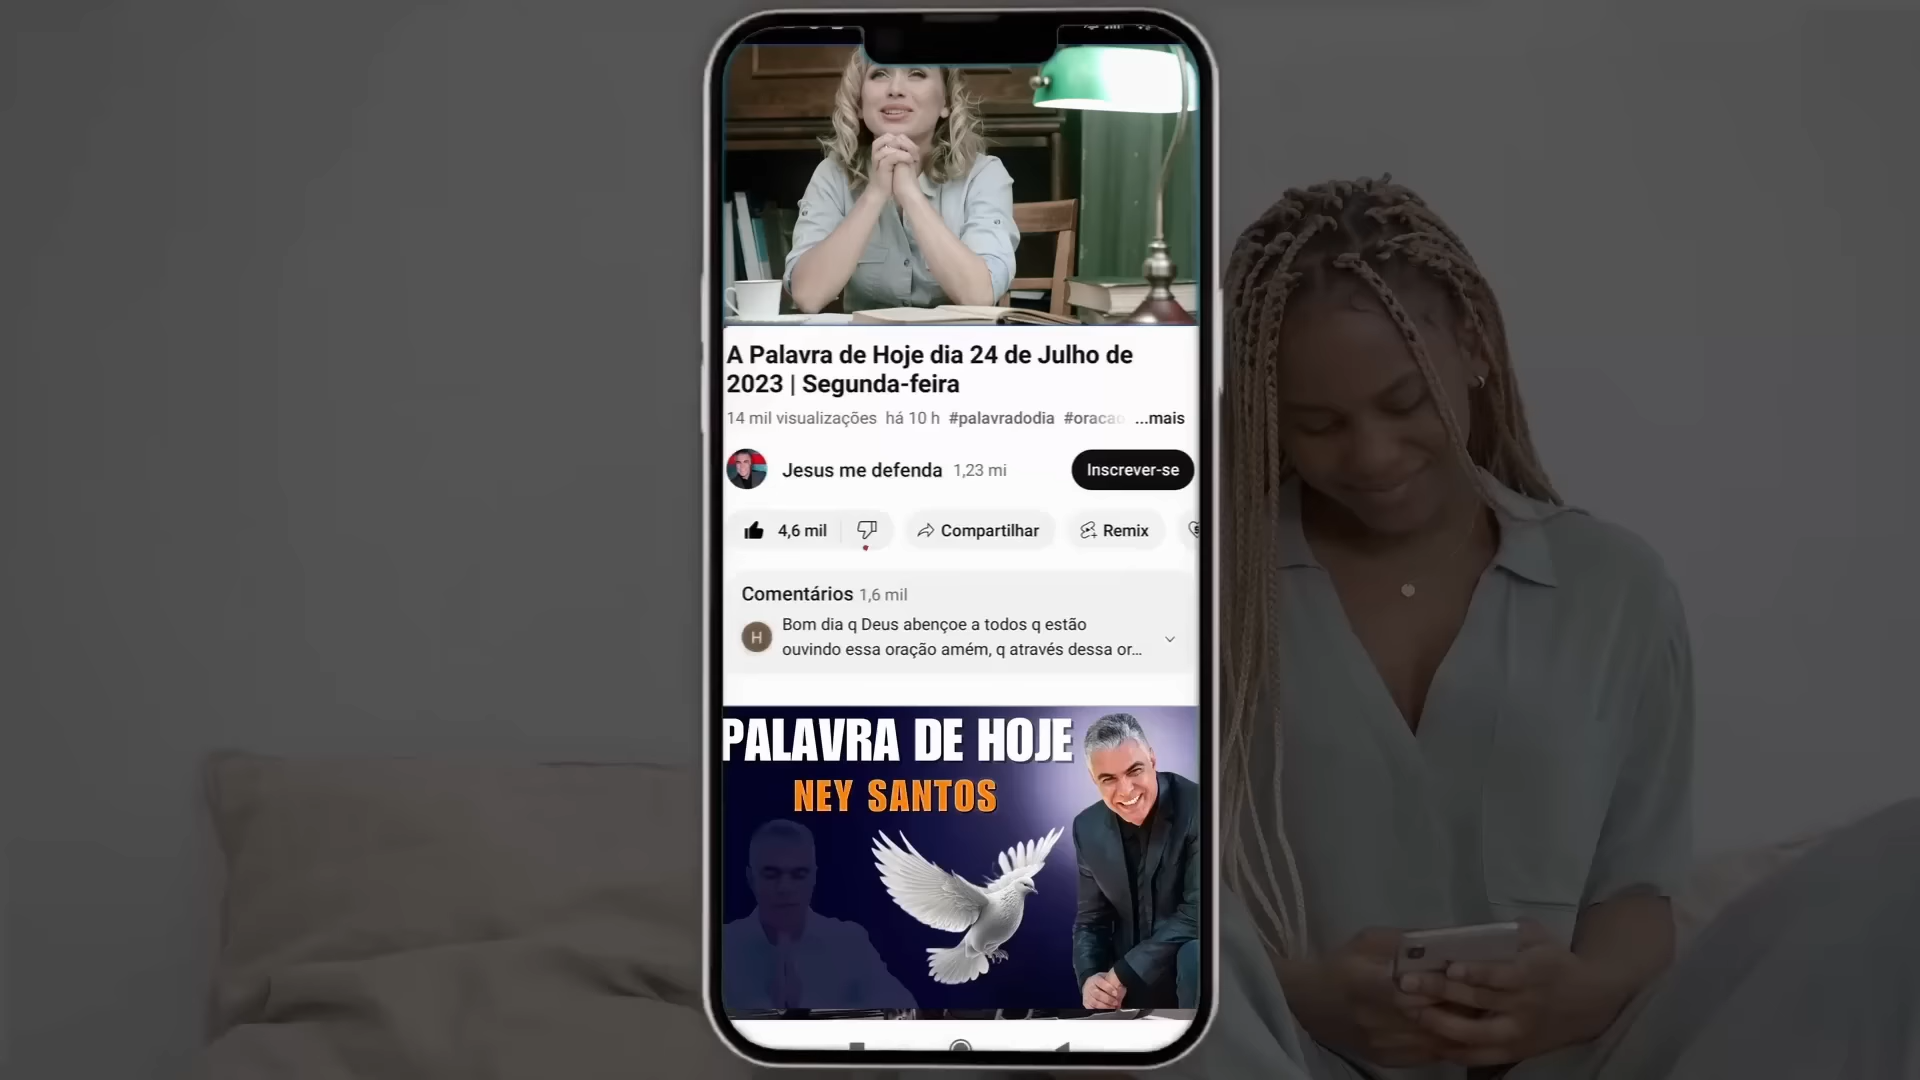 A Palavra de Hoje dia 24 de Julho de
2023 | Segunda-feira
14 mil visualizações há 10 h #palavradodia #oracao ...mais
Jesus me defenda 1,23 mi
Inscrever-se
4,6 mil
Compartilhar
Remix
Comentários 1,6 mil
H
Bom dia q Deus abençoe a todos q estão
ouvindo essa oração amém, q através dessa or...
PALAVRA DE HOJE
NEY SANTOS